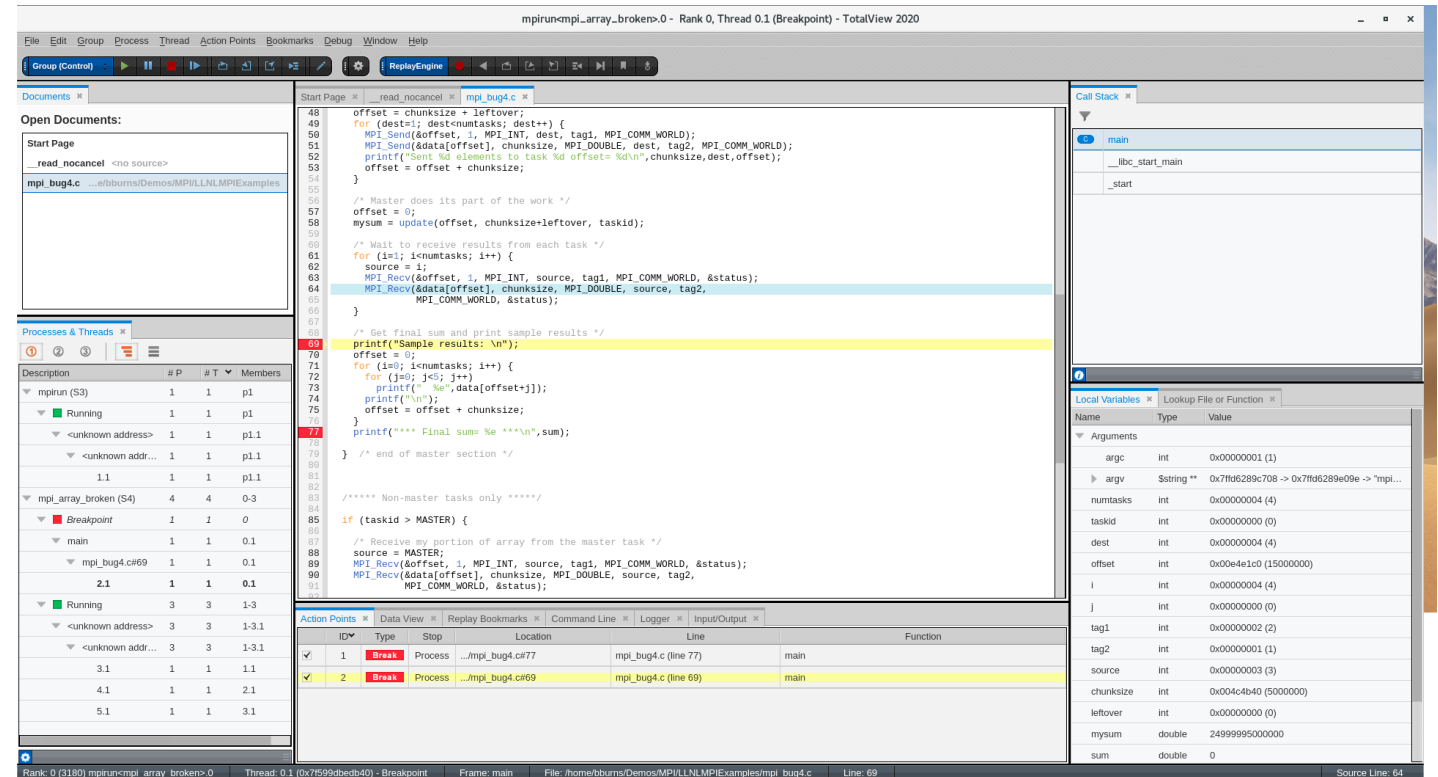 mpirun<mpi_array_broken>.0 - Rank 0, Thread 0.1 (Breakpoint) - TotalView 2020
File Edit Group Process Thread Action Points Bookmarks Debug Window Help
Group (Control)
ReplayEngine
Documents
Open Documents:
Start Page
__read_nocancel <no source>
mpi_bug4.c ...e/bburns/Demos/MPI/LLNLMPIExamples
Processes & Threads
Description # P # T Members
mpirun (S3) 1 1 p1
Running 1 1 p1
<unknown address> 1 1 p1.1
<unknown addr... 1 1 p1.1
1.1 1 1 p1.1
mpi_array_broken (S4) 4 4 0-3
Breakpoint 1 1 0
main 1 1 0.1
mpi_bug4.c#69 1 1 0.1
2.1 1 1 0.1
Running 3 3 1-3
<unknown address> 3 3 1-3.1
<unknown addr... 3 3 1-3.1
3.1 1 1 1.1
4.1 1 1 2.1
5.1 1 1 3.1
Start Page __read_nocancel mpi_bug4.c
48 offset = chunksize + leftover;
49 for (dest=1; dest<numtasks; dest++) {
50 MPI_Send(&offset, 1, MPI_INT, dest, tag1, MPI_COMM_WORLD);
51 MPI_Send(&data[offset], chunksize, MPI_DOUBLE, dest, tag2, MPI_COMM_WORLD);
52 printf("Sent %d elements to task %d offset= %d\n",chunksize,dest,offset);
53 offset = offset + chunksize;
54 }
55
56 /* Master does its part of the work */
57 offset = 0;
58 mysum = update(offset, chunksize+leftover, taskid);
59
60 /* Wait to receive results from each task */
61 for (i=1; i<numtasks; i++) {
62 source = i;
63 MPI_Recv(&offset, 1, MPI_INT, source, tag1, MPI_COMM_WORLD, &status);
64 MPI_Recv(&data[offset], chunksize, MPI_DOUBLE, source, tag2,
65 MPI_COMM_WORLD, &status);
66 }
67
68 /* Get final sum and print sample results */
69 printf("Sample results: \n");
70 offset = 0;
71 for (i=0; i<numtasks; i++) {
72 for (j=0; j<5; j++)
73 printf(" %e",data[offset+j]);
74 printf("\n");
75 offset = offset + chunksize;
76 }
77 printf("*** Final sum= %e ***\n",sum);
78
79 } /* end of master section */
80
81
82
83 /***** Non-master tasks only *****/
84
85 if (taskid > MASTER) {
86
87 /* Receive my portion of array from the master task */
88 source = MASTER;
89 MPI_Recv(&offset, 1, MPI_INT, source, tag1, MPI_COMM_WORLD, &status);
90 MPI_Recv(&data[offset], chunksize, MPI_DOUBLE, source, tag2,
91 MPI_COMM_WORLD, &status);
92
Action Points Data View Replay Bookmarks Command Line Logger Input/Output
ID Type Stop Location Line Function
1 Break Process .../mpi_bug4.c#77 mpi_bug4.c (line 77) main
2 Break Process .../mpi_bug4.c#69 mpi_bug4.c (line 69) main
Call Stack
C main
__libc_start_main
_start
Local Variables Lookup File or Function
Name Type Value
Arguments
argc int 0x00000001 (1)
argv $string ** 0x7ffd6289c708 -> 0x7ffd6289e09e -> "mpi...
numtasks int 0x00000004 (4)
taskid int 0x00000000 (0)
dest int 0x00000004 (4)
offset int 0x00e4e1c0 (15000000)
i int 0x00000004 (4)
j int 0x00000000 (0)
tag1 int 0x00000002 (2)
tag2 int 0x00000001 (1)
source int 0x00000003 (3)
chunksize int 0x004c4b40 (5000000)
leftover int 0x00000000 (0)
mysum double 24999995000000
sum double 0
Rank: 0 (3180) mpirun<mpi_array_broken>.0 Thread: 0.1 (0x7f599dbedb40) - Breakpoint Frame: main File: /home/bburns/Demos/MPI/LLNLMPIExamples/mpi_bug4.c Line: 69 Source Line: 64